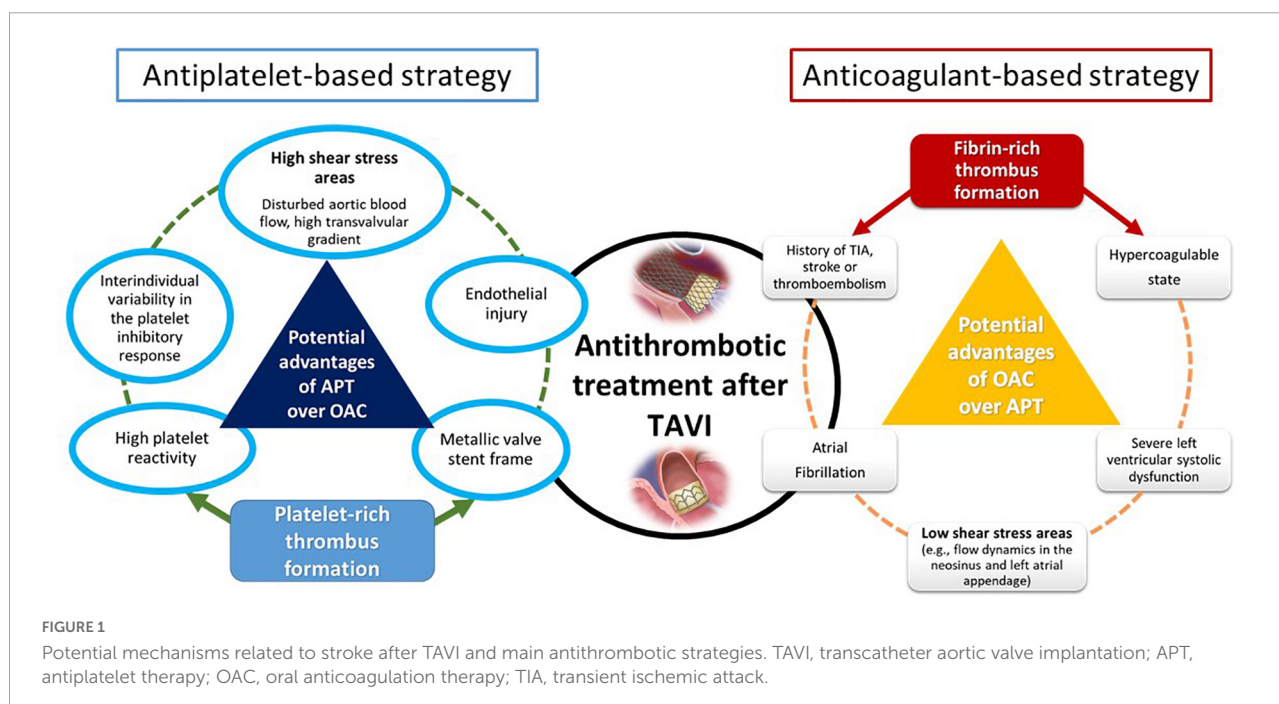 Antiplatelet-based strategy
High shear stress
areas
Disturbed aortic blood
flow, high transvalvular
gradient
Interindividual
variability in
the platelet
inhibitory
response
Endothelial
injury
Potential
advantages
of APT
over OAC
High platelet
reactivity
Metallic valve
stent frame
Platelet-rich
thrombus
formation
Antithrombotic
treatment after
TAVI
Anticoagulant-based strategy
Fibrin-rich
thrombus
formation
History of TIA,
stroke or
thromboembolism
Hypercoagulable
state
Potential
advantages
of OAC
over APT
Atrial
Fibrillation
Severe left
ventricular systolic
dysfunction
Low shear stress areas
(e.g., flow dynamics in the
neosinus and left atrial
appendage)
FIGURE 1
Potential mechanisms related to stroke after TAVI and main antithrombotic strategies. TAVI, transcatheter aortic valve implantation; APT,
antiplatelet therapy; OAC, oral anticoagulation therapy; TIA, transient ischemic attack.